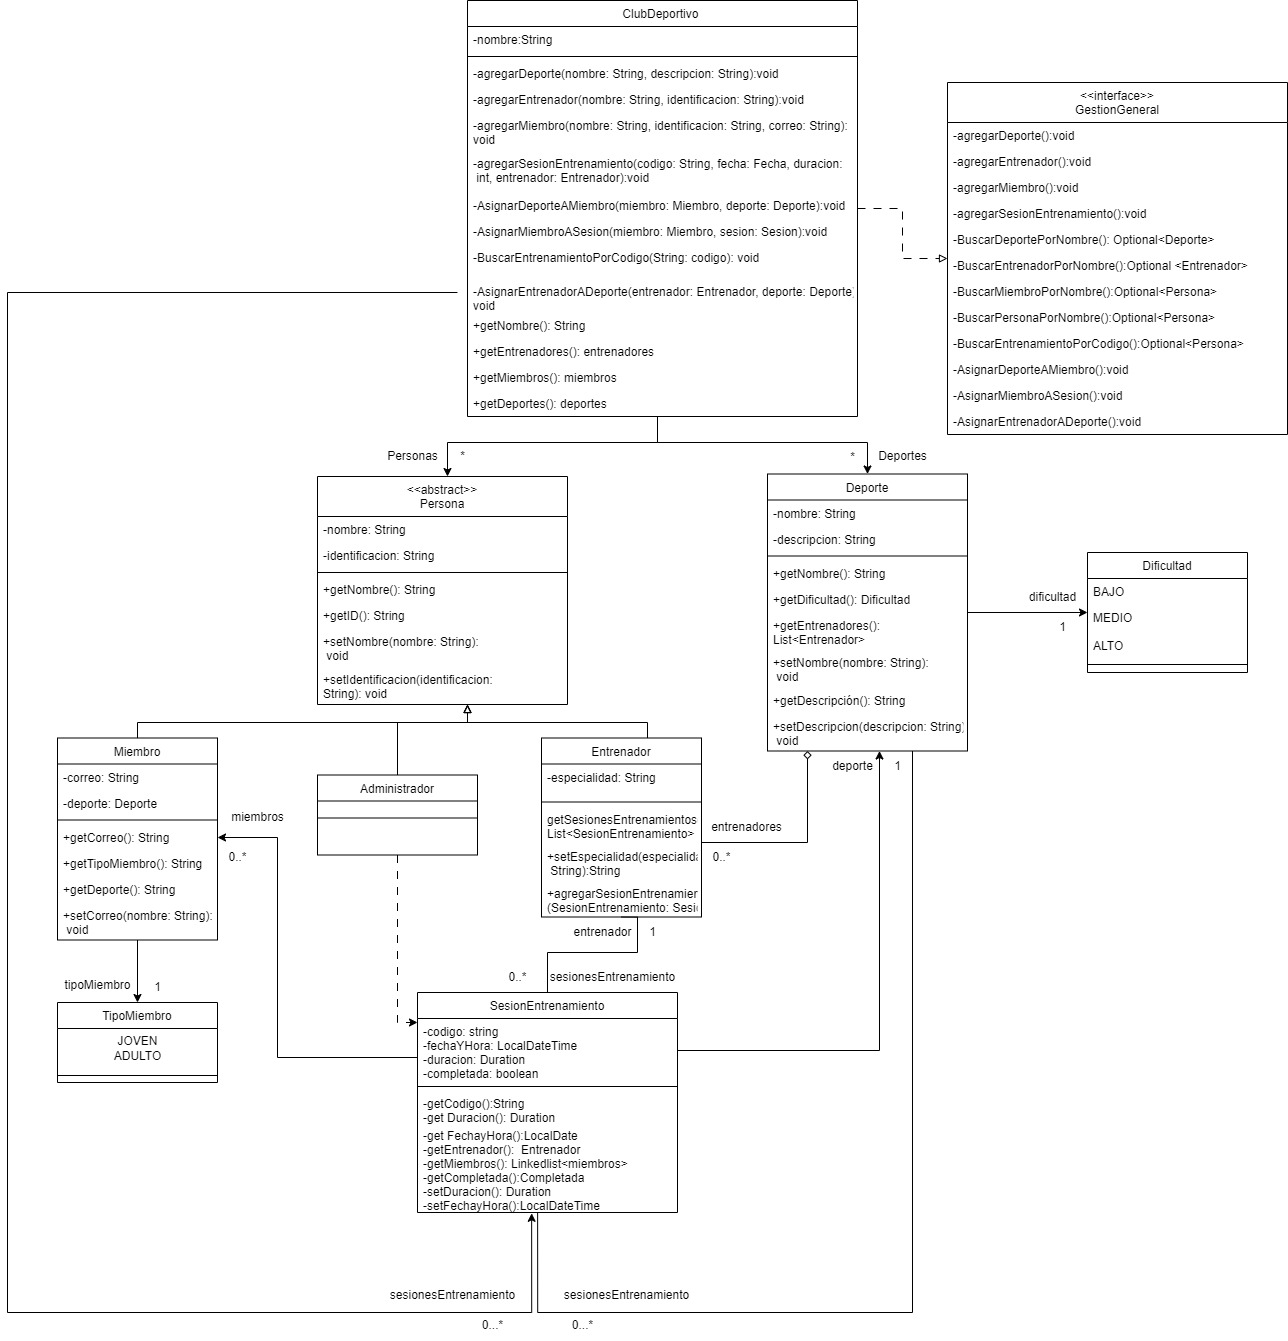 ClubDeportivo
-nombre:String
-agregarDeporte(nombre: String, descripcion: String):void
-agregarEntrenador(nombre: String, identificacion: String):void
-agregarMiembro(nombre: String, identificacion: String, correo: String):
void
-agregarSesionEntrenamiento(codigo: String, fecha: Fecha, duracion:
int, entrenador: Entrenador):void
-AsignarDeporteAMiembro(miembro: Miembro, deporte: Deporte):void
-AsignarMiembroASesion(miembro: Miembro, sesion: Sesion):void
-BuscarEntrenamientoPorCodigo(String: codigo): void
-AsignarEntrenadorADeporte(entrenador: Entrenador, deporte: Deporte)
void
+getNombre(): String
+getEntrenadores(): entrenadores
+getMiembros(): miembros
+getDeportes(): deportes
<<interface>>
GestionGeneral
-agregarDeporte():void
-agregarEntrenador():void
-agregarMiembro():void
-agregarSesionEntrenamiento():void
-BuscarDeportePorNombre(): Optional<Deporte>
-BuscarEntrenadorPorNombre():Optional <Entrenador>
-BuscarMiembroPorNombre():Optional<Persona>
-BuscarPersonaPorNombre():Optional<Persona>
-BuscarEntrenamientoPorCodigo():Optional<Persona>
-AsignarDeporteAMiembro():void
-AsignarMiembroASesion():void
-AsignarEntrenadorADeporte():void
Personas
*
*
Deportes
<<abstract>>
Persona
-nombre: String
-identificacion: String
+getNombre(): String
+getID(): String
+setNombre(nombre: String):
void
+setIdentificacion(identificacion:
String): void
Deporte
-nombre: String
-descripcion: String
+getNombre(): String
+getDificultad(): Dificultad
+getEntrenadores():
List<Entrenador>
+setNombre(nombre: String):
void
+getDescripción(): String
+setDescripcion(descripcion: String)
void
dificultad
1
Dificultad
BAJO
MEDIO
ALTO
Miembro
-correo: String
-deporte: Deporte
+getCorreo(): String
+getTipoMiembro(): String
+getDeporte(): String
+setCorreo(nombre: String):
void
miembros
0..*
Administrador
Entrenador
-especialidad: String
getSesionesEntrenamientos
List<SesionEntrenamiento>
+setEspecialidad(especialida
String):String
+agregarSesionEntrenamier
(SesionEntrenamiento: Sesi
entrenadores
0..*
deporte
1
entrenador
1
0..*
sesionesEntrenamiento
tipoMiembro
1
TipoMiembro
JOVEN
ADULTO
SesionEntrenamiento
-codigo: string
-fechaYHora: LocalDateTime
-duracion: Duration
-completada: boolean
-getCodigo():String
-get Duracion(): Duration
-get FechayHora():LocalDate
-getEntrenador():  Entrenador
-getMiembros(): Linkedlist<miembros>
-getCompletada():Completada
-setDuracion(): Duration
-setFechayHora():LocalDateTime
sesionesEntrenamiento
0...*
sesionesEntrenamiento
0...*